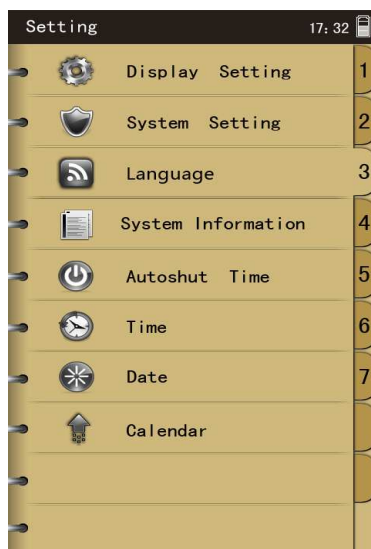 Setting 17:32
Display Setting 1
System Setting 2
Language 3
System Information 4
Autoshut Time 5
Time 6
Date 7
Calendar